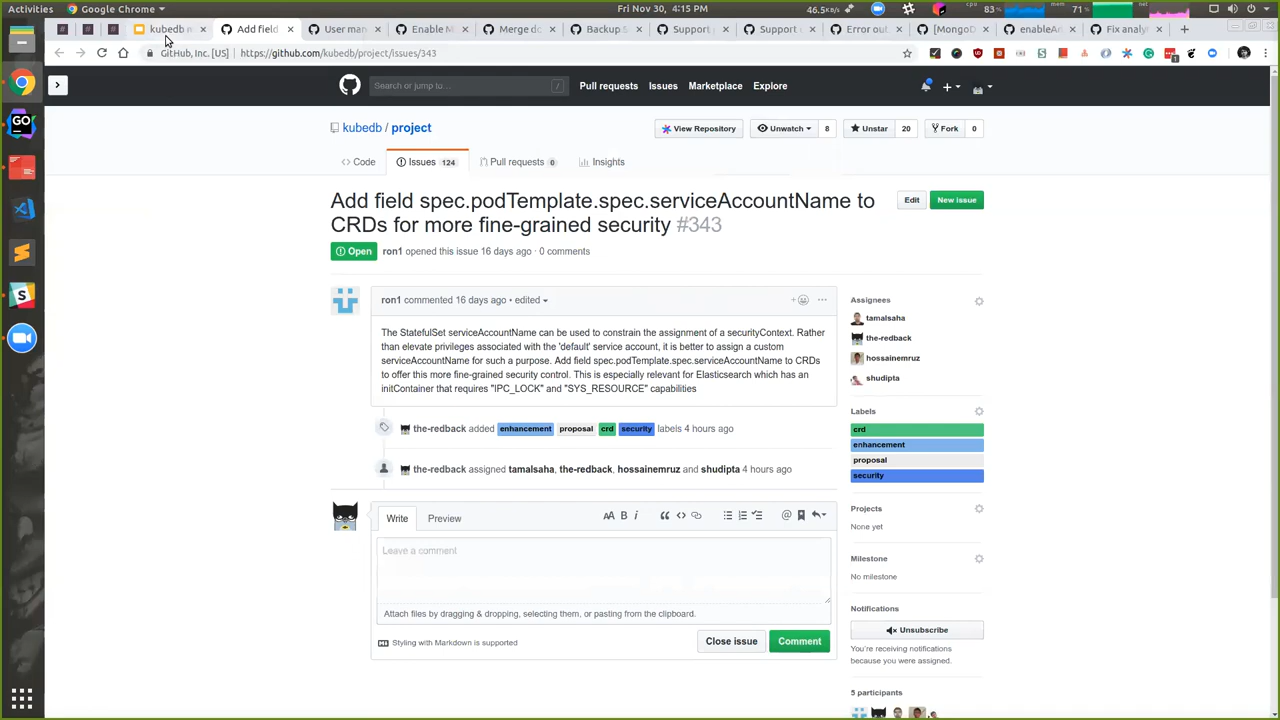 Activities
Google Chrome
Fri Nov 30, 4:15 PM
46.5kB/s
83%
71 %
kubedb
Add field
User man
Enable M
Merge do
Backup.s
Support
Support
Error out
[MongoD
enableA
Fix analy
GitHub, Inc. [US]
https://github.com/kubedb/project/issues/343
Search or jump to...
/
Pull requests
Issues
Marketplace
Explore
kubedb / project
View Repository
Unwatch
8
Unstar
20
Fork
0
<> Code
Issues 124
Pull requests 0
Insights
Add field spec.podTemplate.spec.serviceAccountName to
CRDs for more fine-grained security #343
Edit
New issue
Open
ron1 opened this issue 16 days ago · 0 comments
ron1 commented 16 days ago • edited
The StatefulSet serviceAccountName can be used to constrain the assignment of a securityContext. Rather
than elevate privileges associated with the 'default' service account, it is better to assign a custom
serviceAccountName for such a purpose. Add field spec.podTemplate.spec.serviceAccountName to CRDs
to offer this more fine-grained security control. This is especially relevant for Elasticsearch which has an
initContainer that requires "IPC_LOCK" and "SYS_RESOURCE" capabilities
the-redback added enhancement proposal crd security labels 4 hours ago
the-redback assigned tamalsaha, the-redback, hossainemruz and shudipta 4 hours ago
Write
Preview
AA B i
Leave a comment
Attach files by dragging & dropping, selecting them, or pasting from the clipboard.
Styling with Markdown is supported
Close issue
Comment
Assignees
tamalsaha
the-redback
hossainemruz
shudipta
Labels
crd
enhancement
proposal
security
Projects
None yet
Milestone
No milestone
Notifications
Unsubscribe
You're receiving notifications
because you were assigned.
5 participants
GO